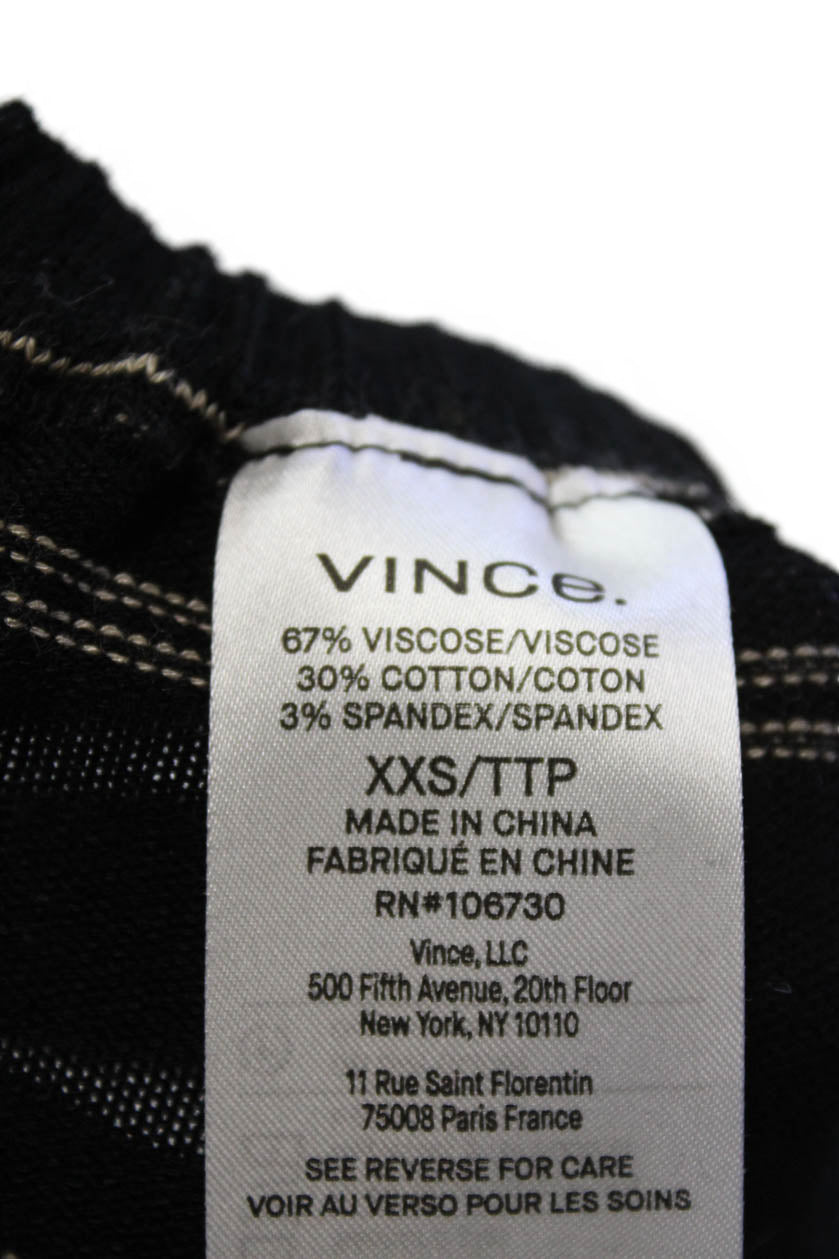 VINCe.
67% VISCOSE/VISCOSE
30% COTTON/COTON
3% SPANDEX/SPANDEX
XXS/TTP
MADE IN CHINA
FABRIQUÉ EN CHINE
RN#106730
Vince, LLC
500 Fifth Avenue, 20th Floor
New York, NY 10110
11 Rue Saint Florentin
75008 Paris France
SEE REVERSE FOR CARE
VOIR AU VERSO POUR LES SOINS